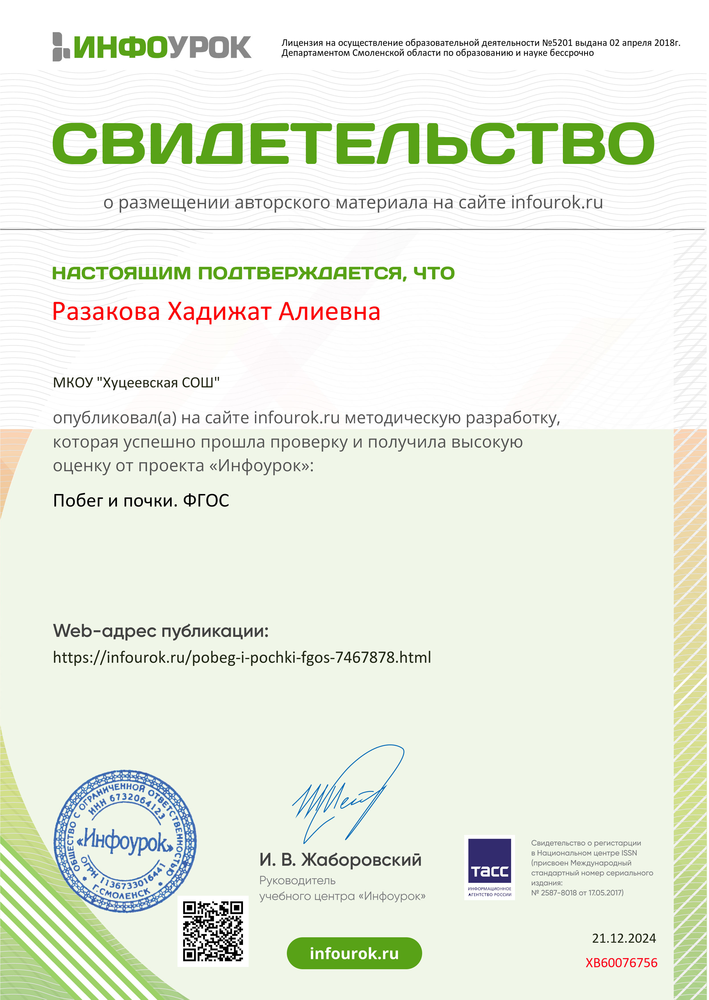 ИНФОУРОК
Лицензия на осуществление образовательной деятельности №5201 выдана 02 апреля 2018г.
Департаментом Смоленской области по образованию и науке бессрочно
СВИДЕТЕЛЬСТВО
о размещении авторского материала на сайте infourok.ru
НАСТОЯЩИМ ПОДТВЕРЖДАЕТСЯ, ЧТО
Разакова Хадижат Алиевна
МКОУ "Хуцеевская СОШ"
опубликовал(а) на сайте infourok.ru методическую разработку,
которая успешно прошла проверку и получила высокую
оценку от проекта «Инфоурок»:
Побег и почки. ФГОС
Web-адрес публикации:
https://infourok.ru/pobeg-i-pochki-fgos-7467878.html
ОБЩЕСТВО С ОГРАНИЧЕННОЙ ОТВЕТСТВЕННОСТЬЮ
ИНН 6732064123
«Инфоурок»
ОГРН 1136733016441
Г.СМОЛЕНСК
И. В. Жаборовский
Руководитель
учебного центра «Инфоурок»
ТАСС
ИНФОРМАЦИОННОЕ
АГЕНТСТВО РОССИИ
Свидетельство о регистарции
в Национальном центре ISSN
(присвоен Международный
стандартный номер сериального
издания:
№ 2587-8018 от 17.05.2017)
infourok.ru
21.12.2024
ХВ60076756